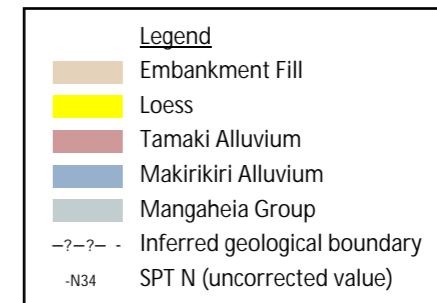 Legend
Embankment Fill
Loess
Tamaki Alluvium
Makirikiri Alluvium
Mangaheia Group
–?–?– - Inferred geological boundary
-N34 SPT N (uncorrected value)